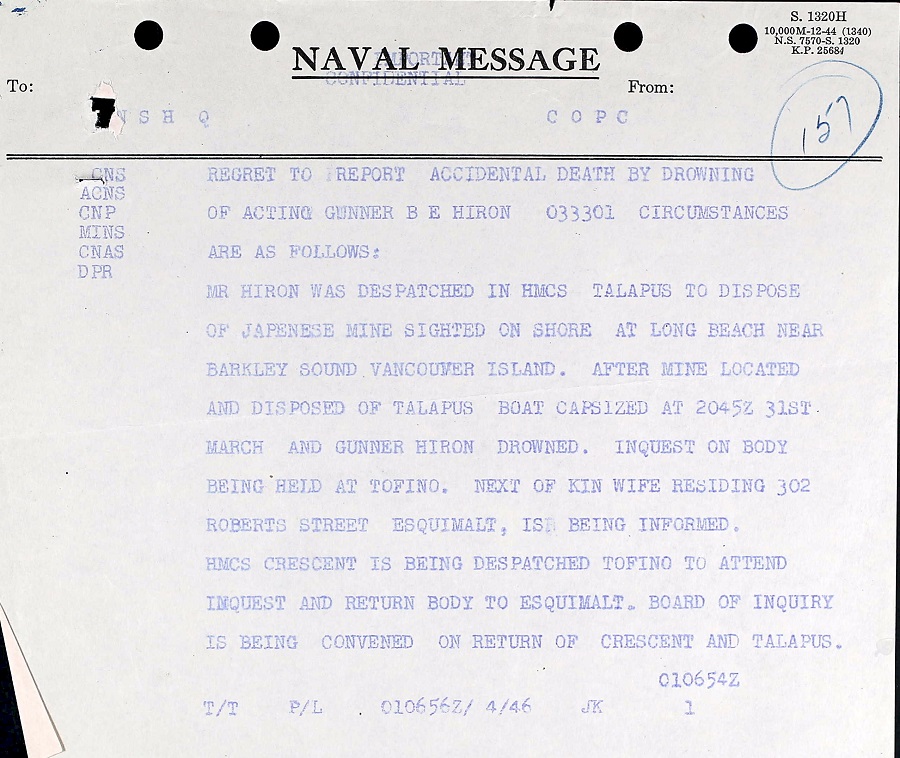 S. 1320H
10,000M-12-44 (1340)
N.S. 7570-S. 1320
K.P. 25684
NAVAL MESSAGE
IMPORTANT
CONFIDENTIAL
To:
From:
N S H Q
C O P C
157
CNS
ACNS
CNP
MINS
CNAS
DPR
REGRET TO REPORT ACCIDENTAL DEATH BY DROWNING
OF ACTING GUNNER B E HIRON 033301 CIRCUMSTANCES
ARE AS FOLLOWS:
MR HIRON WAS DESPATCHED IN HMCS TALAPUS TO DISPOSE
OF JAPENESE MINE SIGHTED ON SHORE AT LONG BEACH NEAR
BARKLEY SOUND VANCOUVER ISLAND. AFTER MINE LOCATED
AND DISPOSED OF TALAPUS BOAT CAPSIZED AT 2045Z 31ST
MARCH AND GUNNER HIRON DROWNED. INQUEST ON BODY
BEING HELD AT TOFINO. NEXT OF KIN WIFE RESIDING 302
ROBERTS STREET ESQUIMALT, IS BEING INFORMED.
HMCS CRESCENT IS BEING DESPATCHED TOFINO TO ATTEND
INQUEST AND RETURN BODY TO ESQUIMALT. BOARD OF INQUIRY
IS BEING CONVENED ON RETURN OF CRESCENT AND TALAPUS.
010654Z
T/T P/L . 010656Z/ 4/46 JK 1